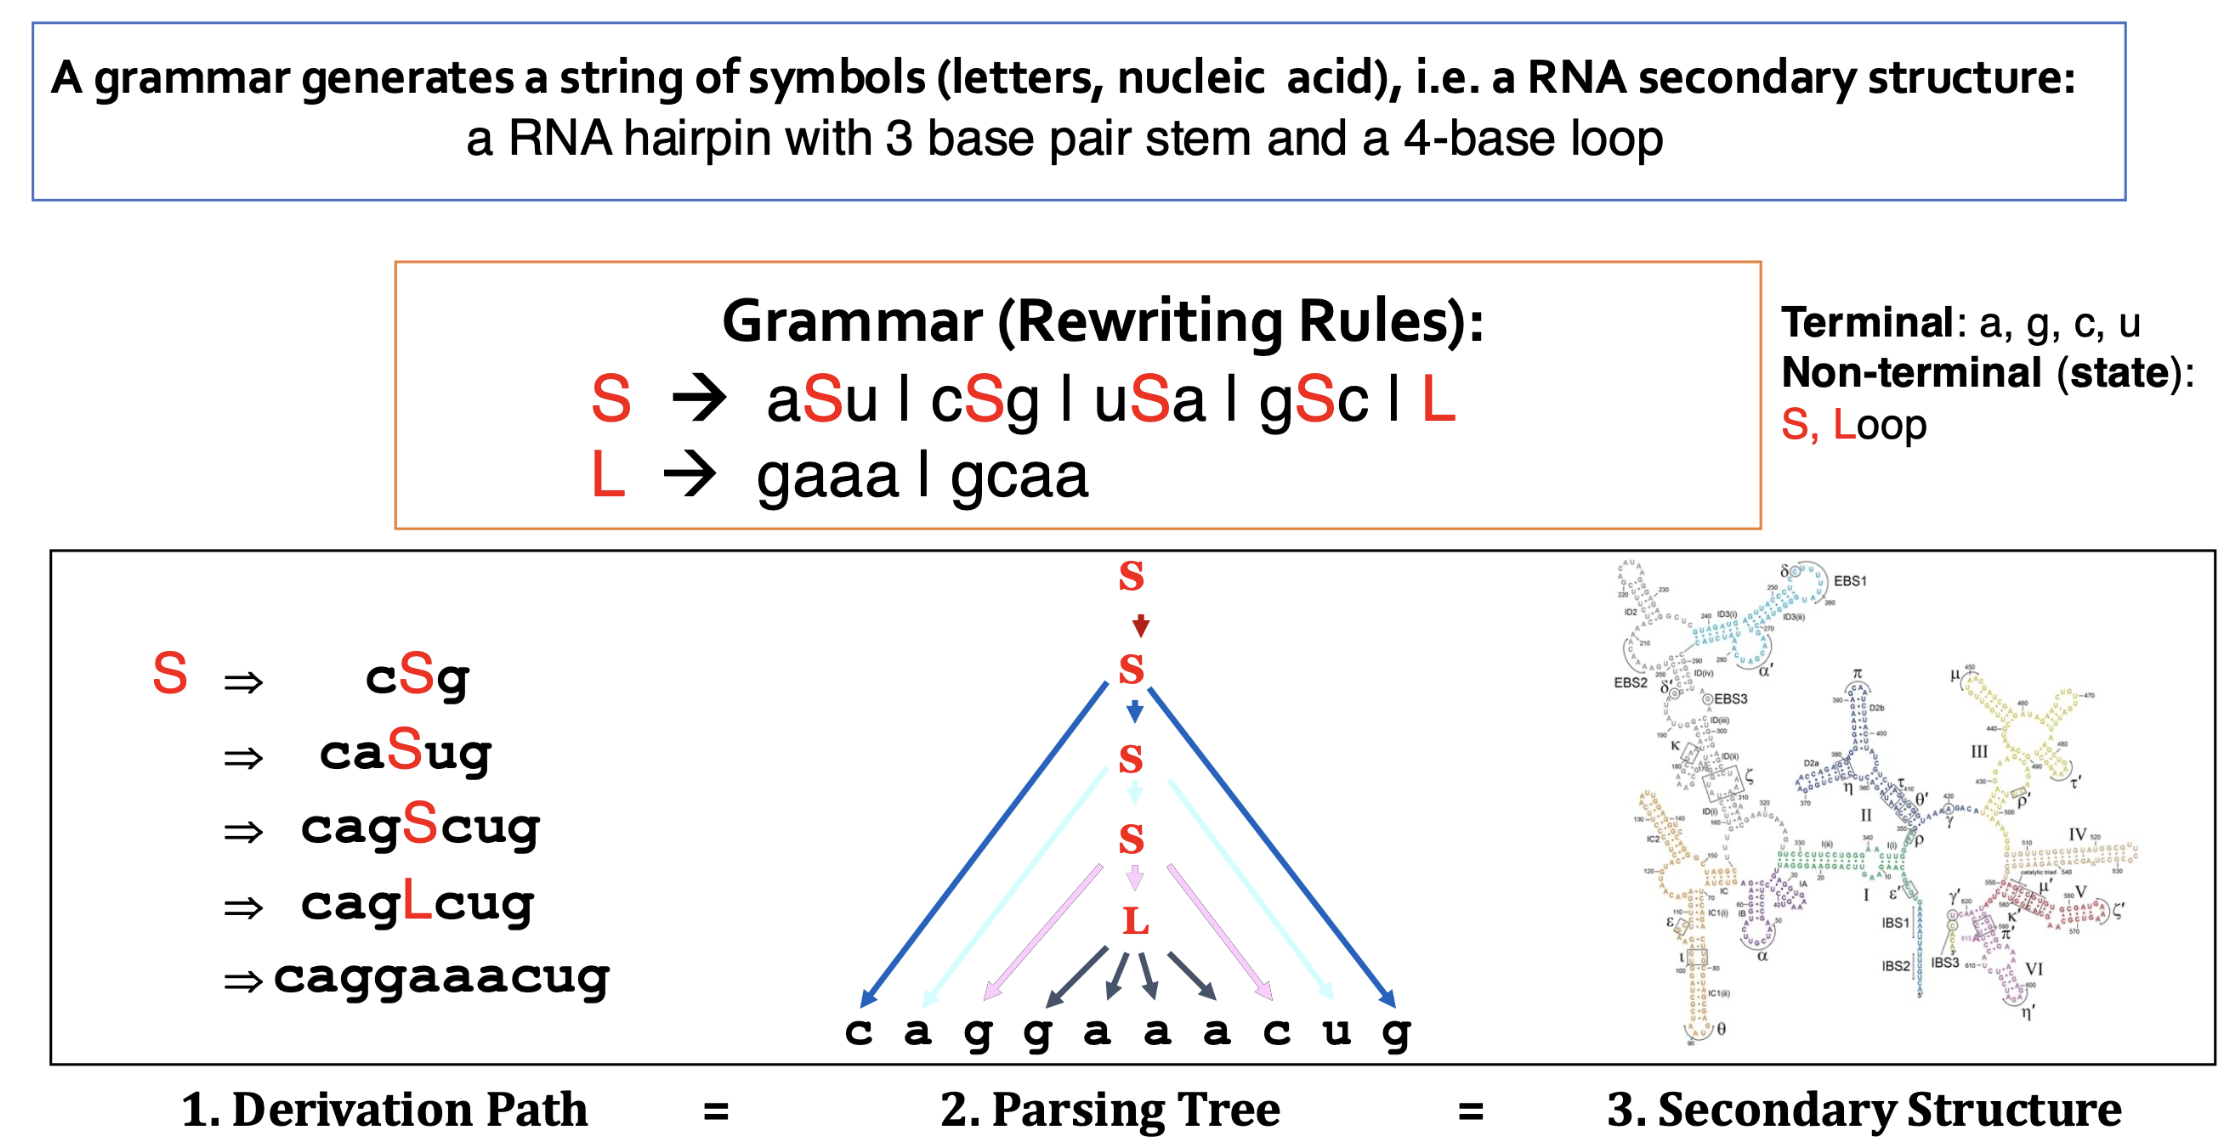 A grammar generates a string of symbols (letters, nucleic acid), i.e. a RNA secondary structure:
a RNA hairpin with 3 base pair stem and a 4-base loop
Grammar (Rewriting Rules):
S → aSu | cSg | uSa | gSc | L
L → gaaa | gcaa
Terminal: a, g, c, u
Non-terminal (state):
S, Loop
S ⇒ cSg
⇒ caSug
⇒ cagScug
⇒ cagLcug
⇒ caggaaacug
S
S
S
S
L
c a g g a a a c u g
EBS1
EBS2
EBS3
ID2
ID3(i)
ID3(ii)
ID(iv)
ID(iii)
ID(ii)
ID(i)
D2b
D2a
IC2
IC
IC1(i)
IC1(ii)
IB
IA
I(ii)
I(i)
I
II
III
IV
V
VI
IBS1
IBS2
IBS3
catalytic triad
δ
δ'
α'
α
κ
ζ
π
η
τ
θ'
ρ
γ
μ
τ'
ρ'
ε
ι
θ
ε'
γ'
μ'
κ'
π'
ζ'
η'
1. Derivation Path = 2. Parsing Tree = 3. Secondary Structure